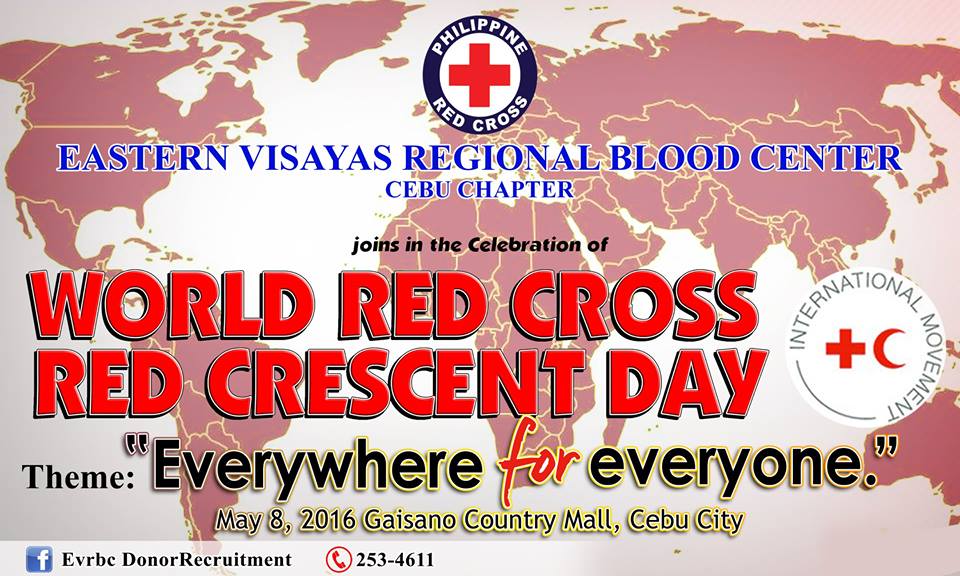 PHILIPPINE
RED CROSS
EASTERN VISAYAS REGIONAL BLOOD CENTER
CEBU CHAPTER
joins in the Celebration of
WORLD RED CROSS
RED CRESCENT DAY
INTERNATIONAL MOVEMENT
Theme: "Everywhere for everyone."
May 8, 2016 Gaisano Country Mall, Cebu City
f Evrbc DonorRecruitment 253-4611